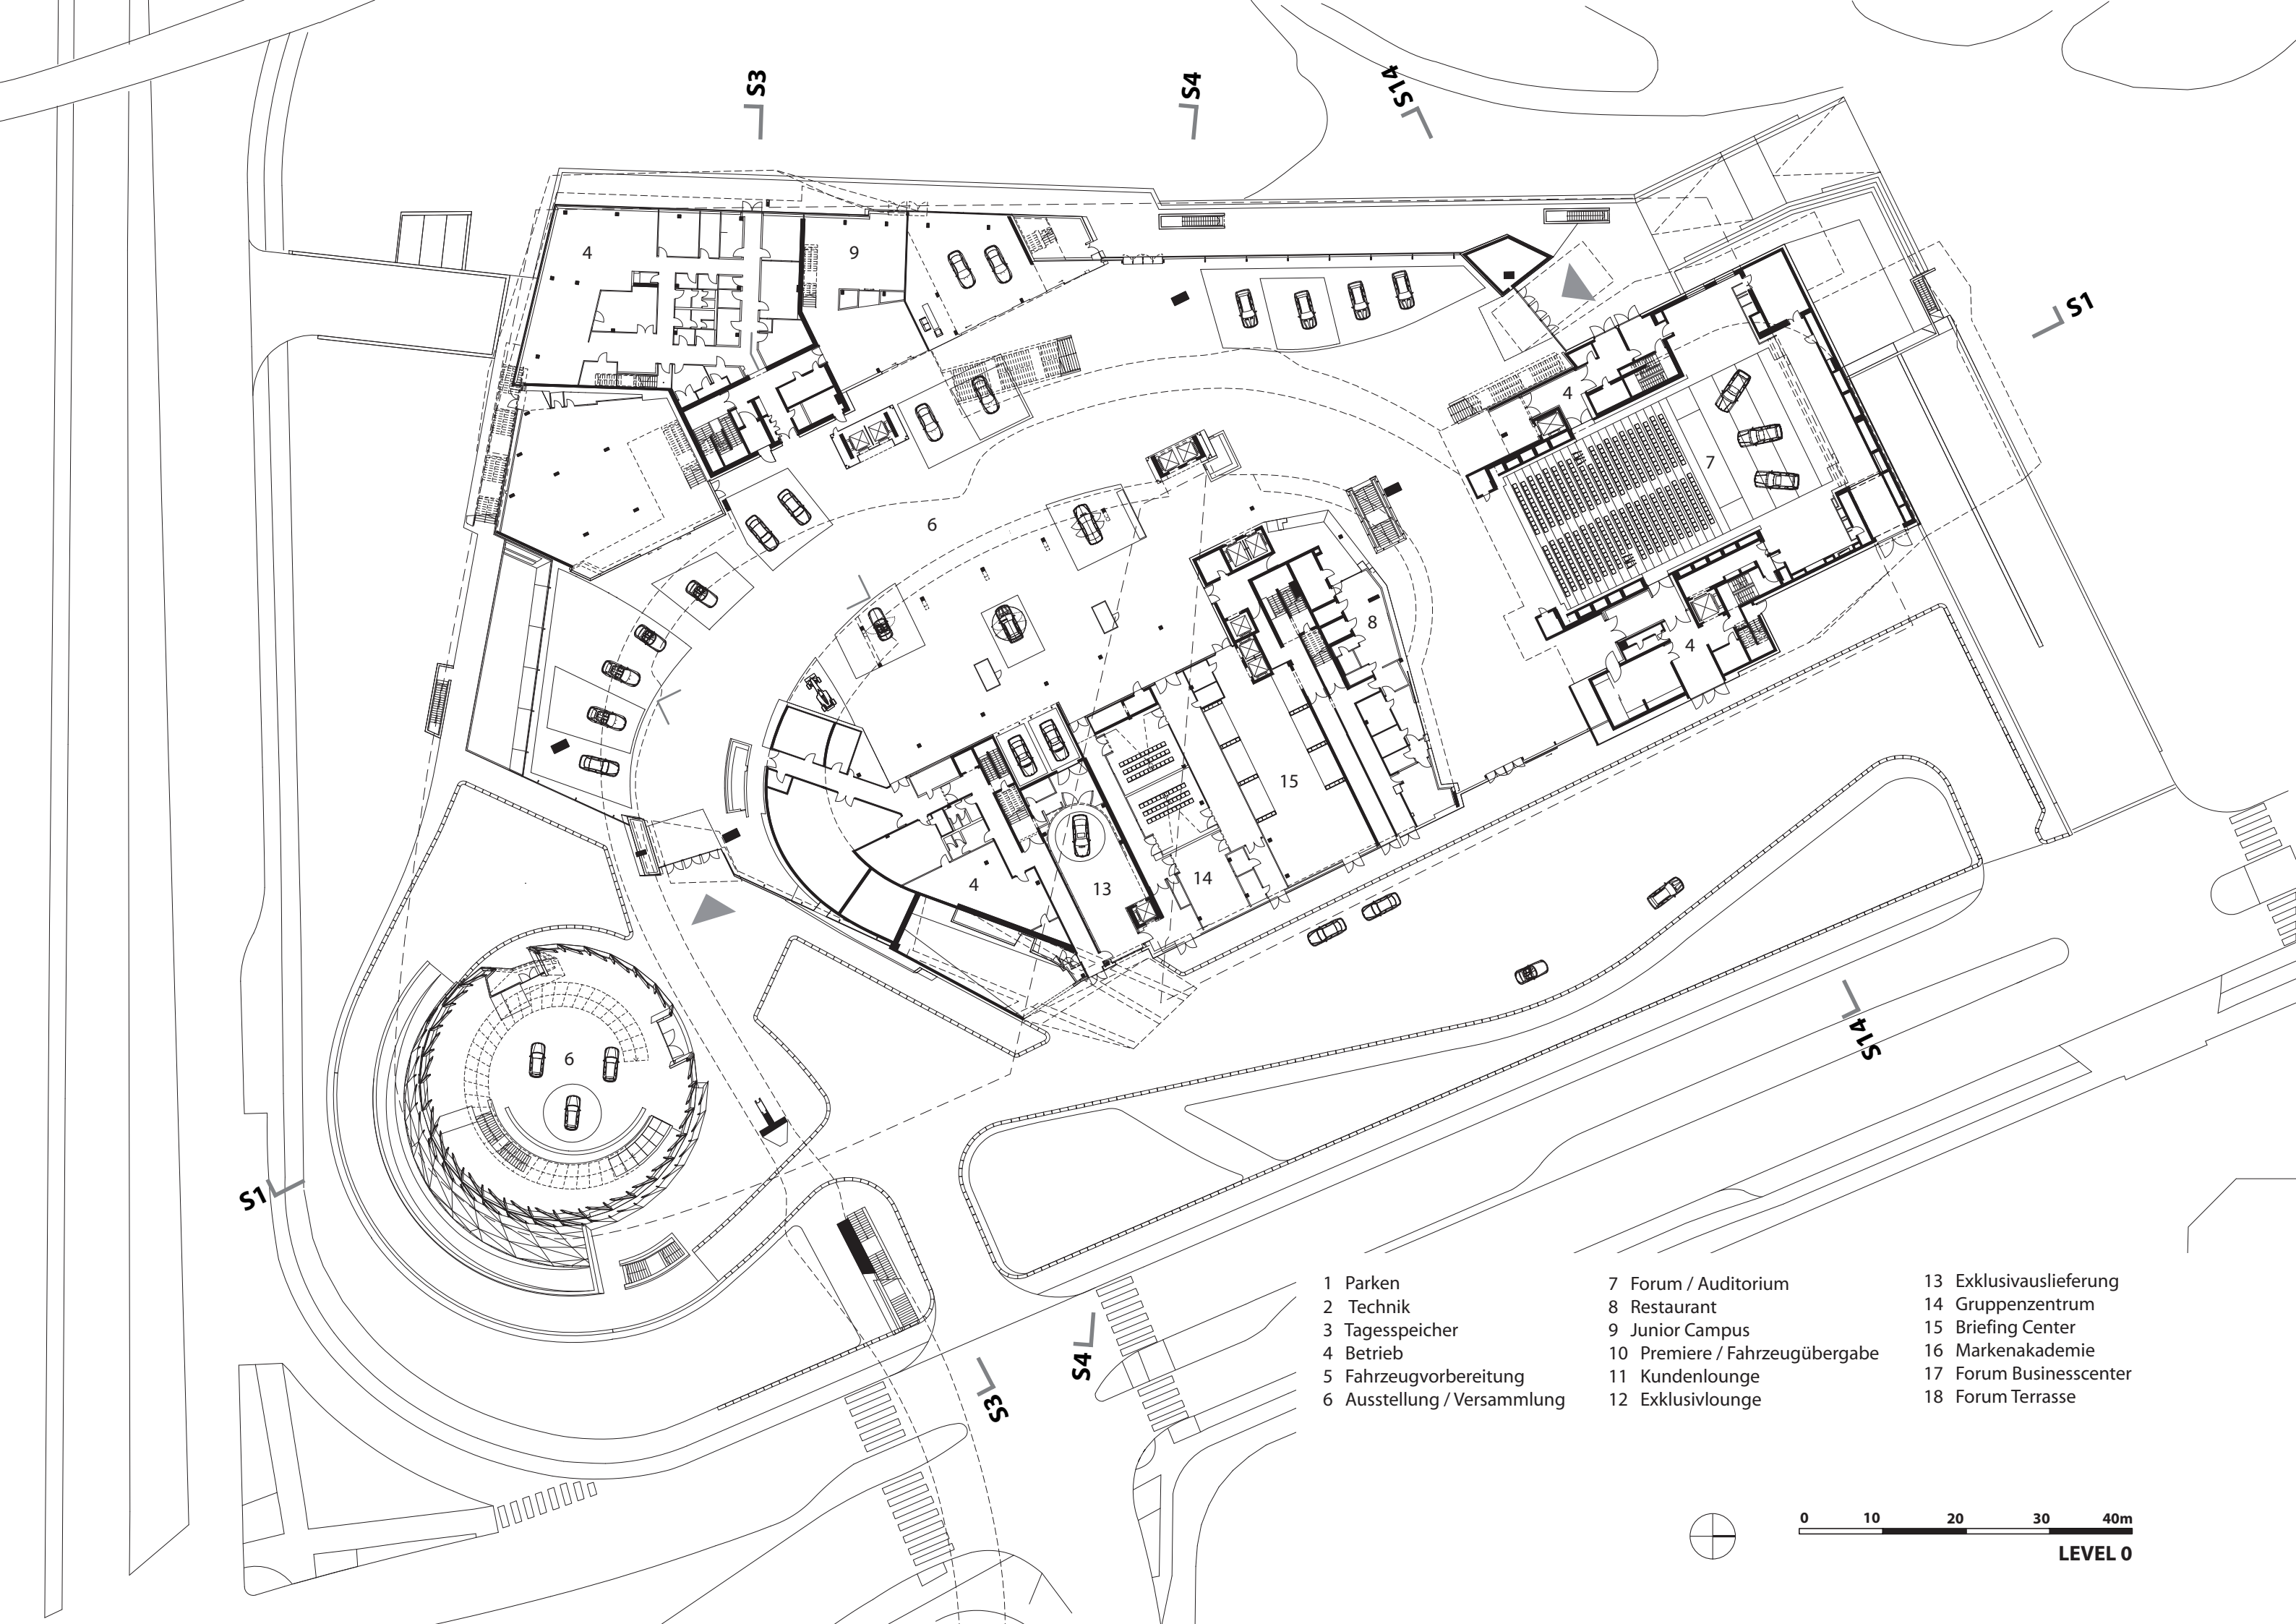 S3
S4
S14
S1
4
9
4
7
6
8
4
15
14
13
4
6
S14
S1
S4
S3
1 Parken
2 Technik
3 Tagesspeicher
4 Betrieb
5 Fahrzeugvorbereitung
6 Ausstellung / Versammlung
7 Forum / Auditorium
8 Restaurant
9 Junior Campus
10 Premiere / Fahrzeugübergabe
11 Kundenlounge
12 Exklusivlounge
13 Exklusivauslieferung
14 Gruppenzentrum
15 Briefing Center
16 Markenakademie
17 Forum Businesscenter
18 Forum Terrasse
0 10 20 30 40m
LEVEL 0